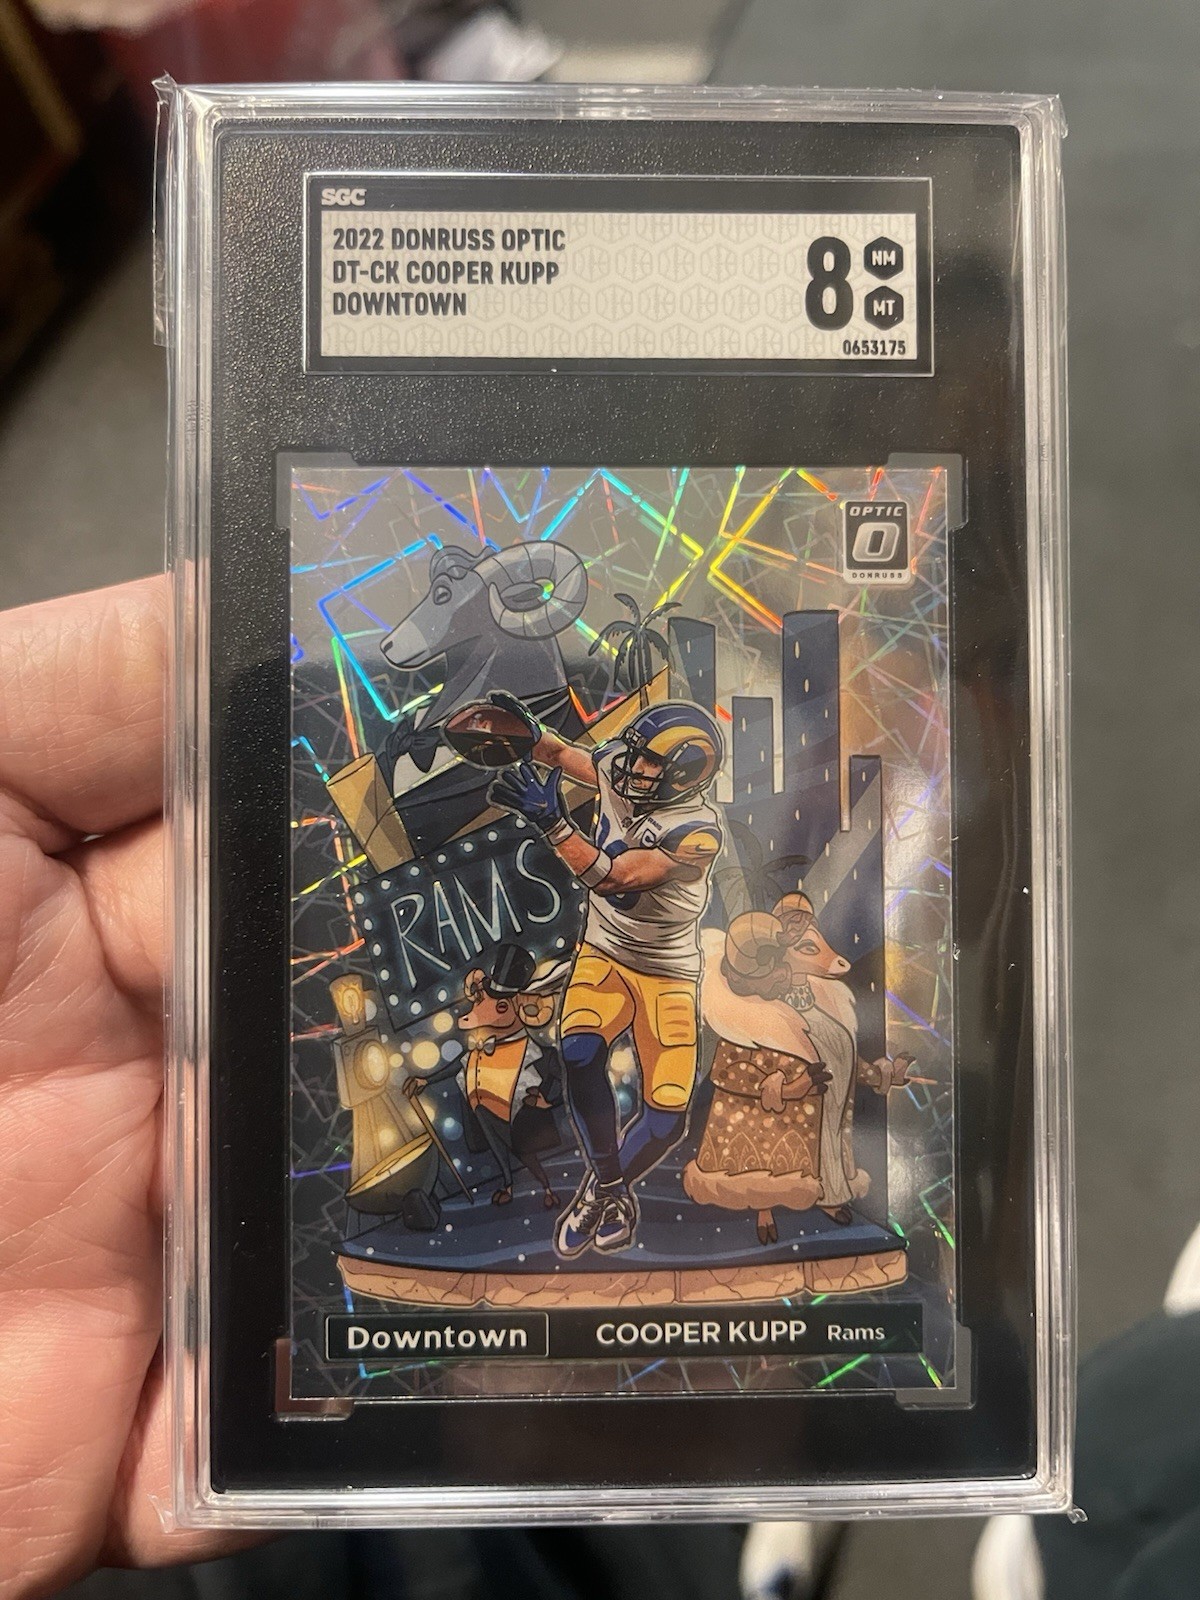 SGC
2022 DONRUSS OPTIC
DT-CK COOPER KUPP
DOWNTOWN
8
NM
MT
0653175
OPTIC
O
DONRUSS
RAMS
Downtown COOPER KUPP Rams